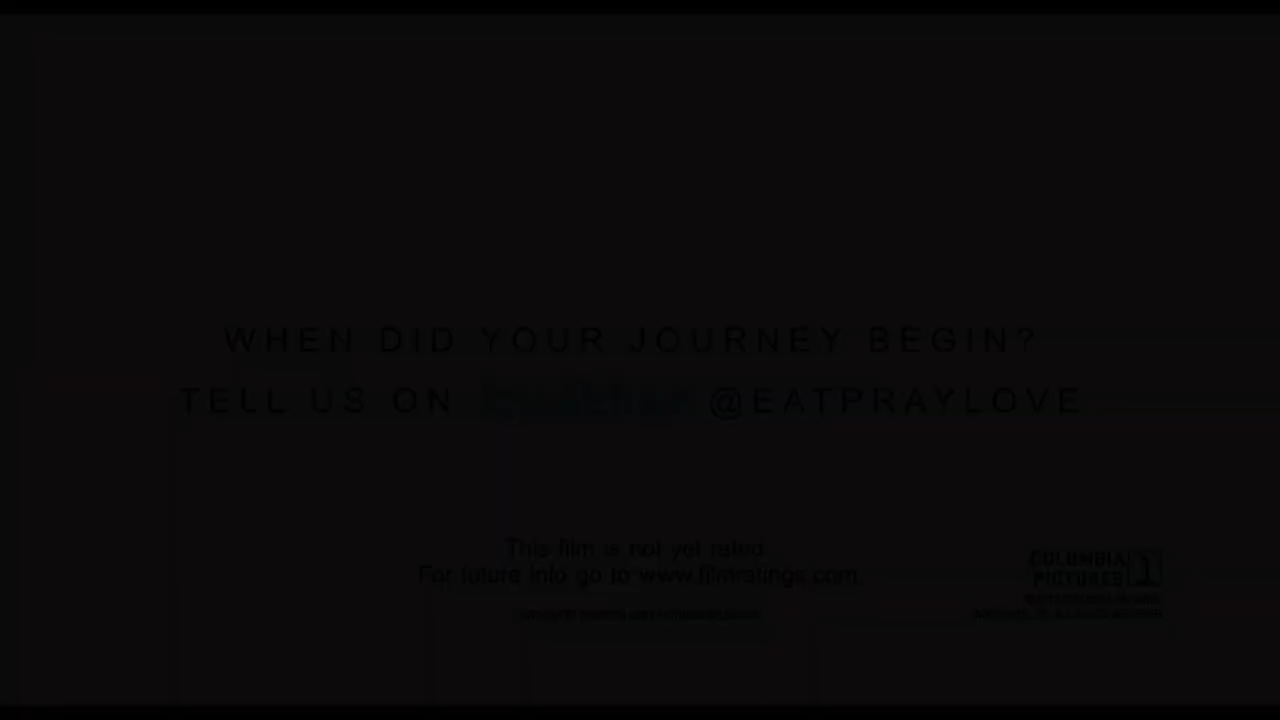 WHEN DID YOUR JOURNEY BEGIN?
TELL US ON twitter @EATPRAYLOVE
This film is not yet rated.
For future info go to www.filmratings.com
COLUMBIA
PICTURES